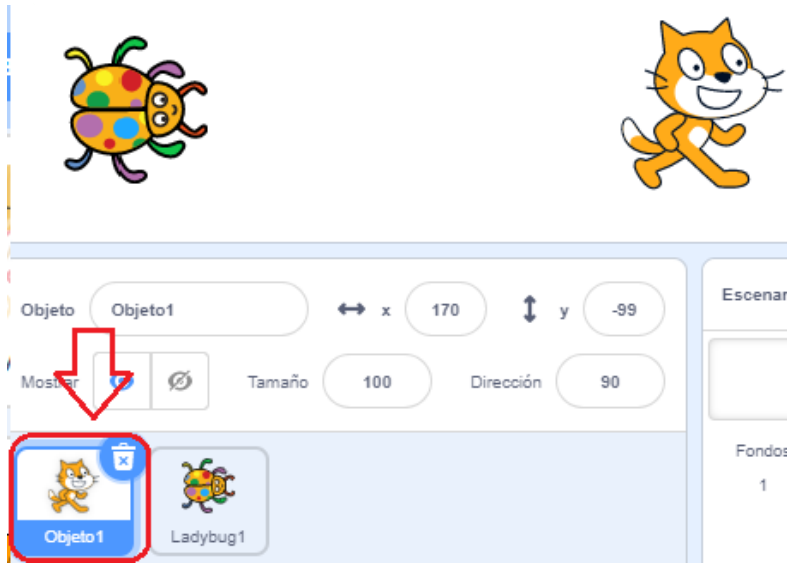 Objeto Objeto1 x 170 y -99
Mostrar Tamaño 100 Dirección 90
Objeto1 Ladybug1
Escenar
Fondos
1